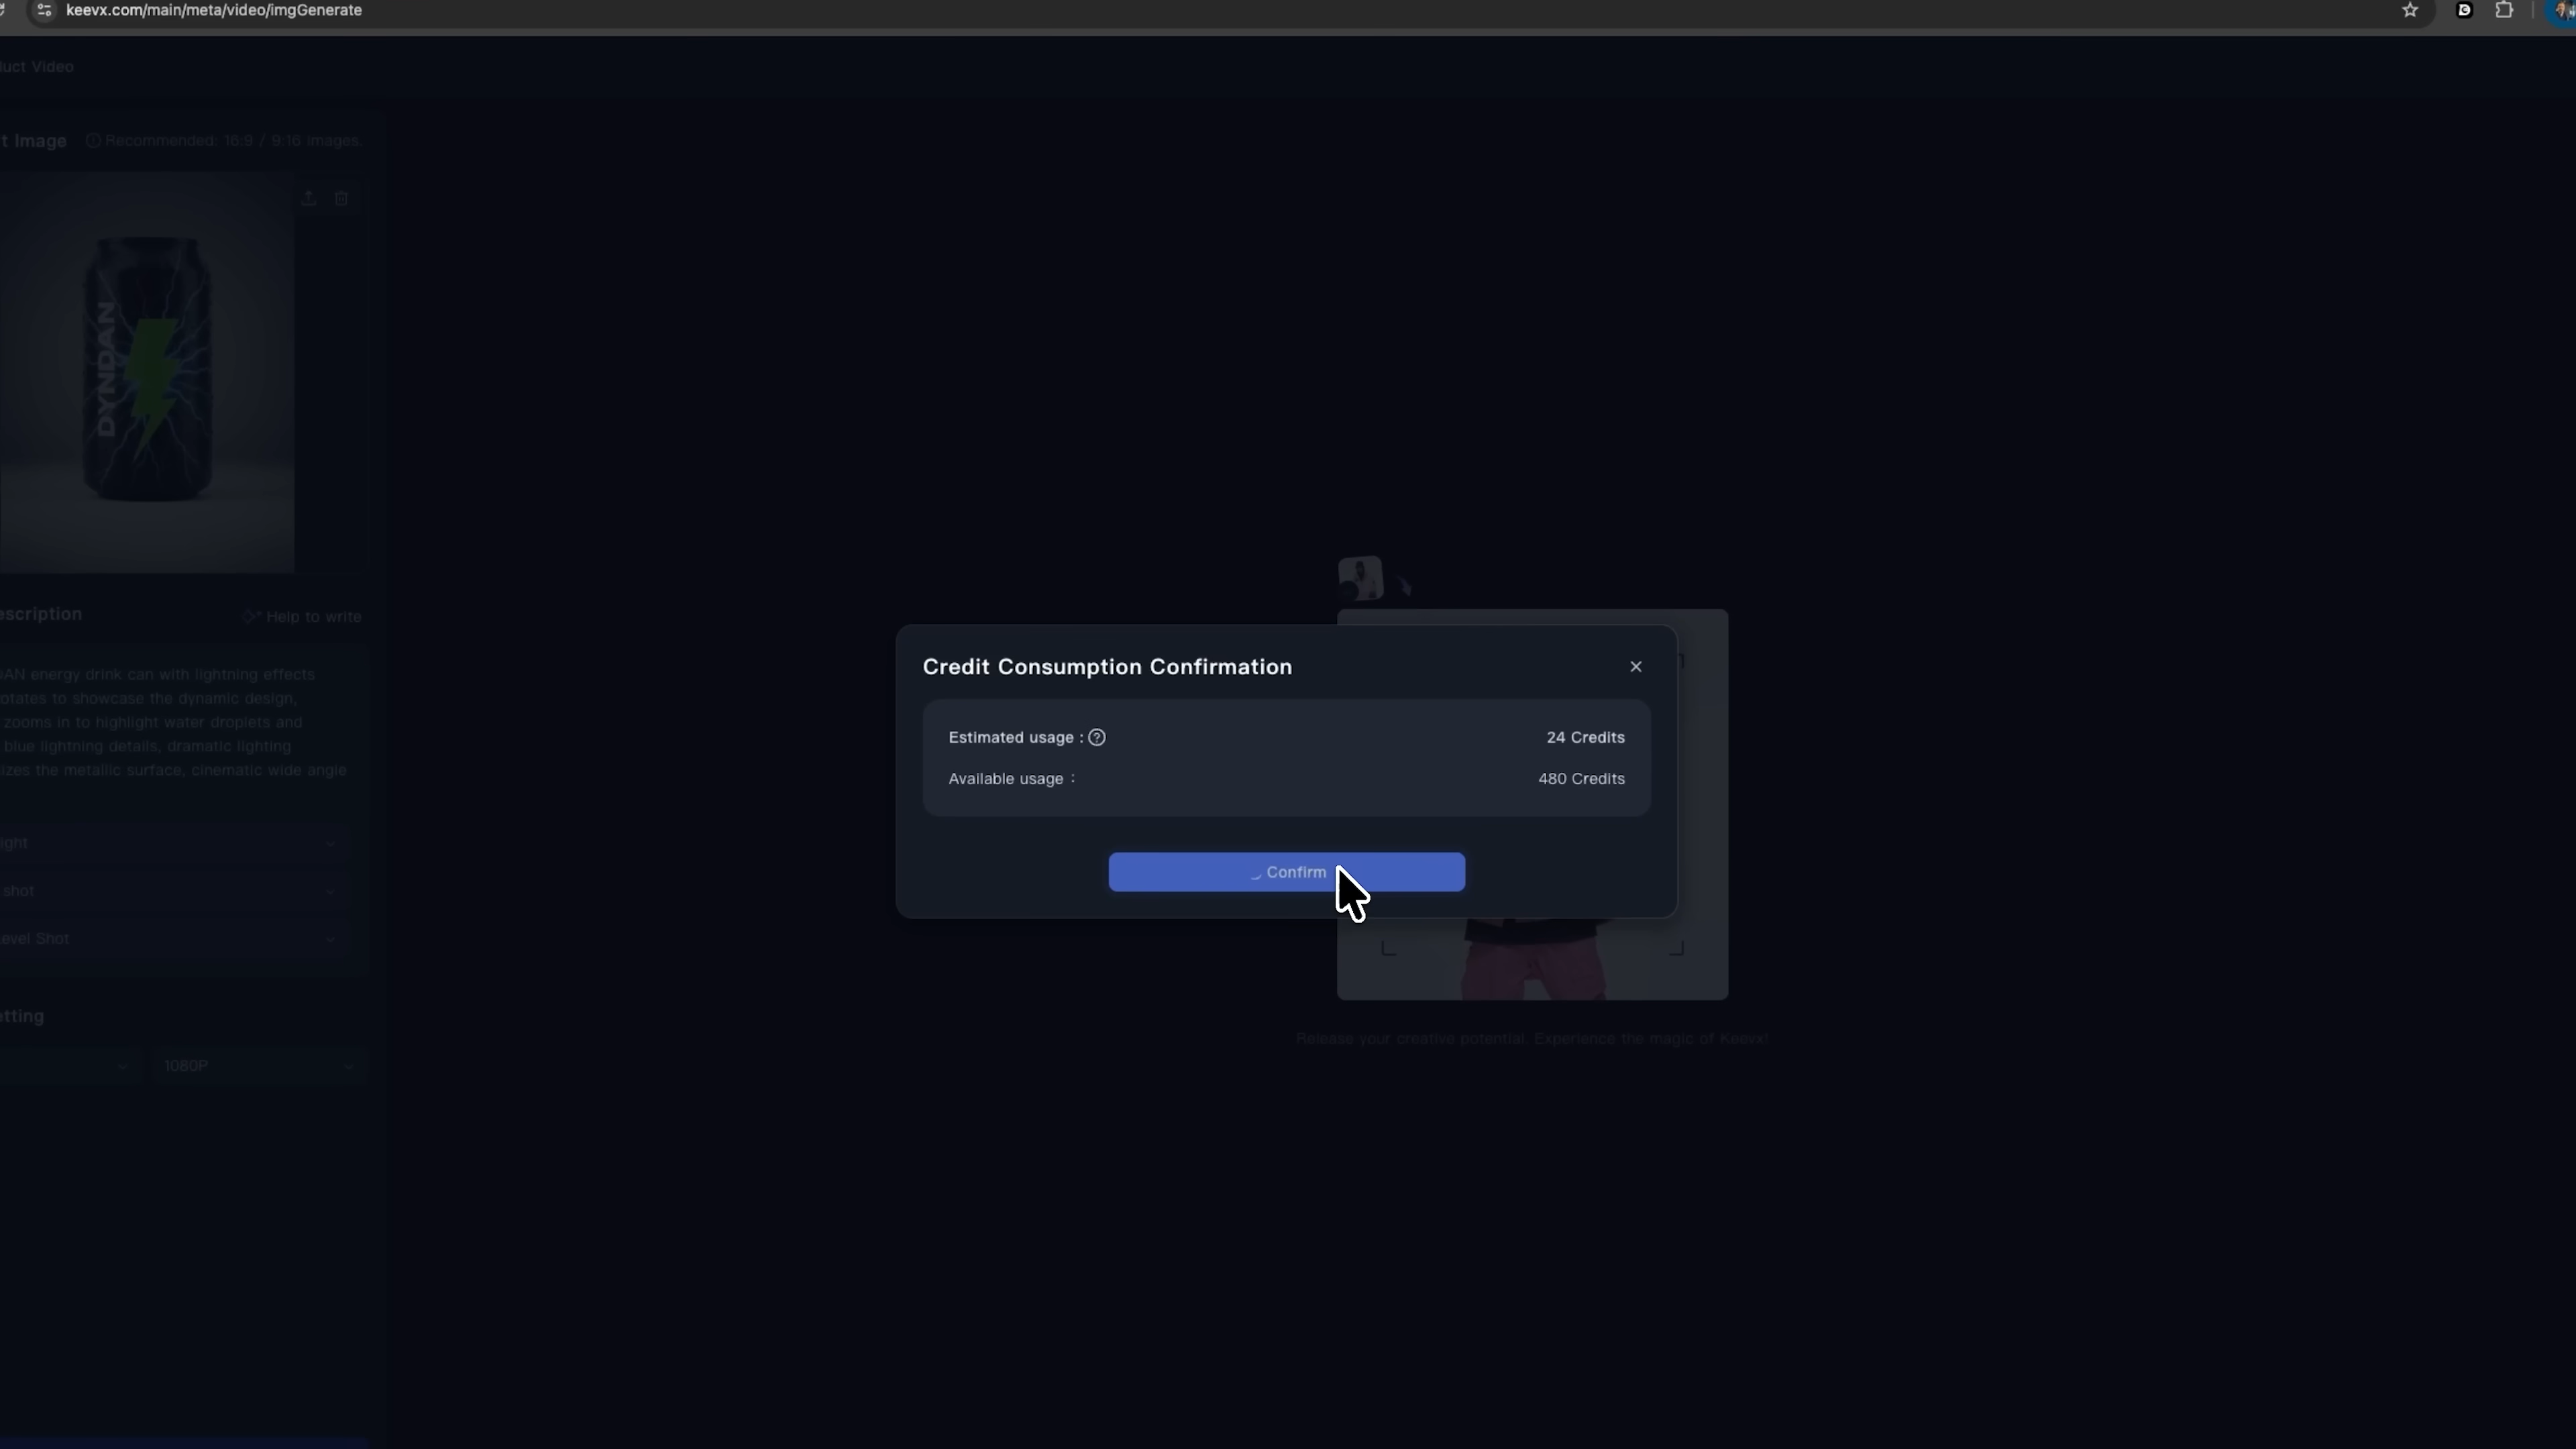 keevx.com/main/meta/video/imgGenerate
uct Video
t Image
Recommended: 16:9 / 9:16 images.
DYNDAN
escription
Help to write
AN energy drink can with lightning effects
otates to showcase the dynamic design,
zooms in to highlight water droplets and
blue lightning details, dramatic lighting
izes the metallic surface, cinematic wide angle
ight
shot
evel Shot
etting
1080P
Credit Consumption Confirmation
Estimated usage : ?
24 Credits
Available usage :
480 Credits
Confirm
Release your creative potential. Experience the magic of Keevx!